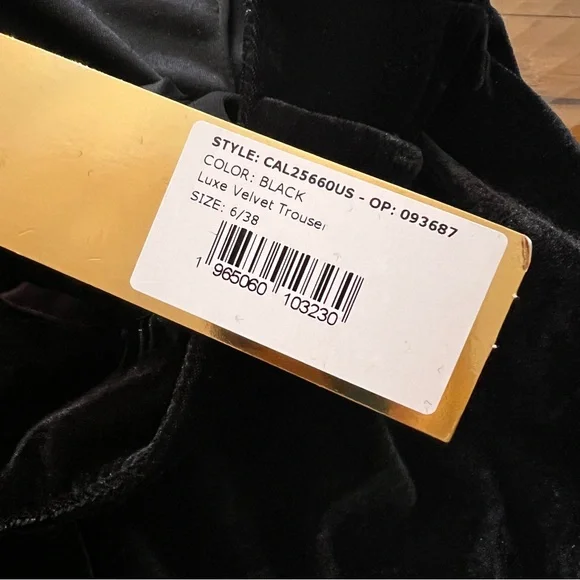 STYLE: CAL25660US - OP: 093687
COLOR: BLACK
Luxe Velvet Trouser
SIZE: 6/38
1 965060 103230